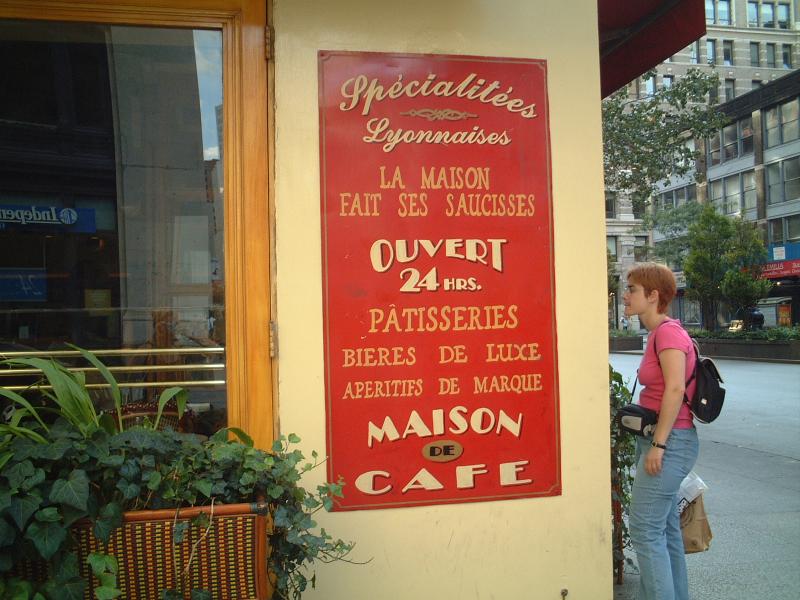 Spécialitées
Lyonnaises
LA MAISON
FAIT SES SAUCISSES
OUVERT
24 HRS.
PÂTISSERIES
BIERES DE LUXE
APERITIFS DE MARQUE
MAISON
DE
CAFE
Indepen